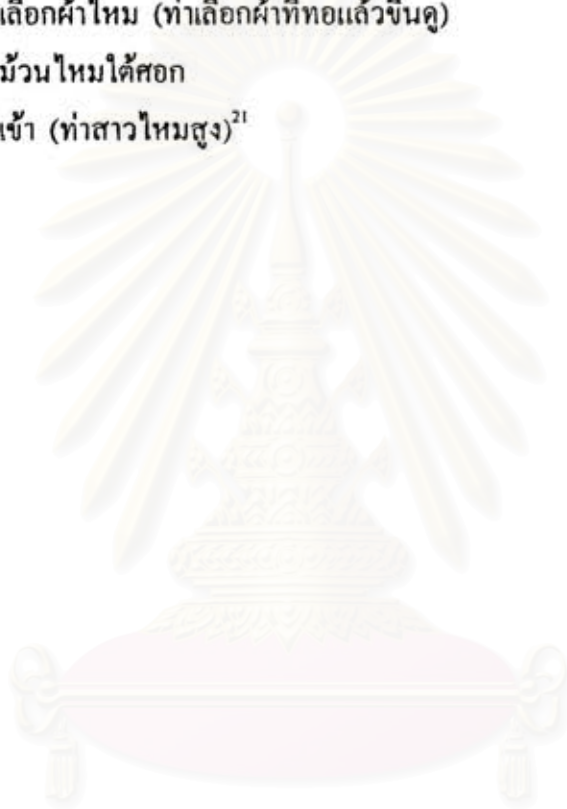 เลือกผ้าไหม (ท่าเลือกผ้าที่ทอแล้วขึ้นดู)
ม้วนไหมใต้ศอก
เข้า (ท่าสาวไหมสูง)²¹